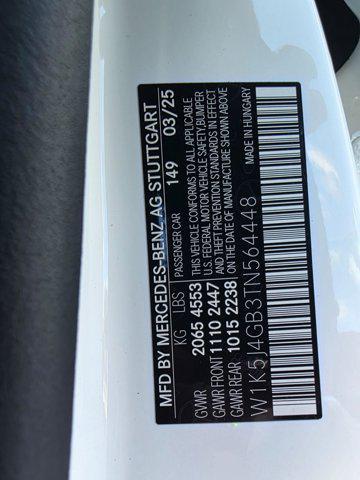 MFD BY MERCEDES-BENZ AG STUTTGART
PASSENGER CAR 149 03/25
KG LBS
GVWR 2065 4553
GAWR FRONT 1110 2447
GAWR REAR 1015 2238
THIS VEHICLE CONFORMS TO ALL APPLICABLE
U.S. FEDERAL MOTOR VEHICLE SAFETY,BUMPER
AND THEFT PREVENTION STANDARDS IN EFFECT
ON THE DATE OF MANUFACTURE SHOWN ABOVE
W1K5J4GB3TN564448
MADE IN HUNGARY